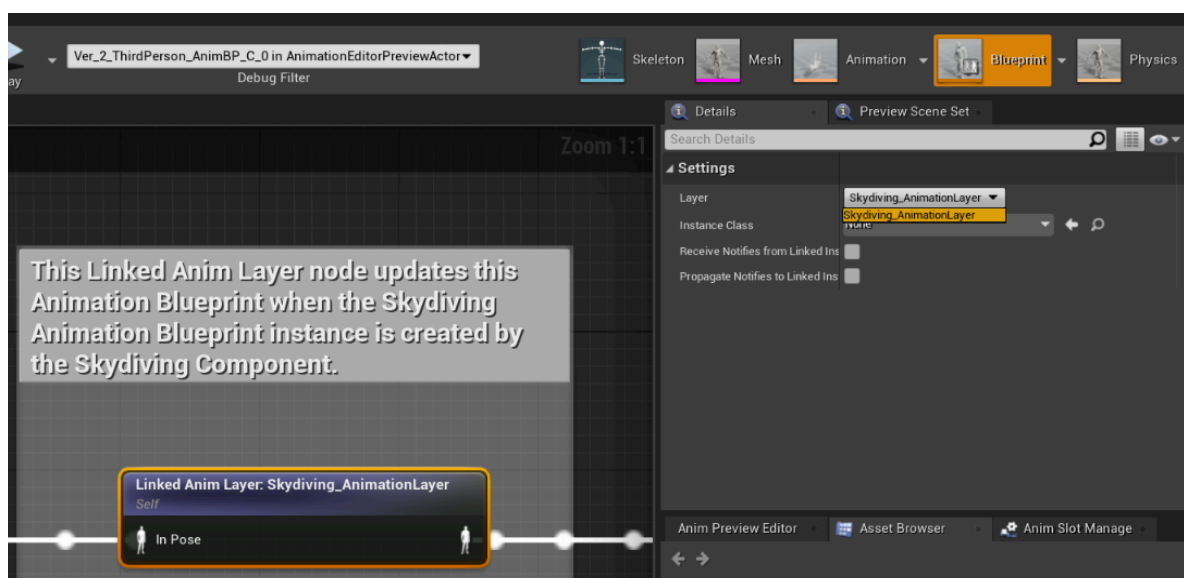 Ver_2_ThirdPerson_AnimBP_C_0 in AnimationEditorPreviewActor
Debug Filter
Skeleton
Mesh
Animation
Blueprint
Physics
Details
Preview Scene Set
Zoom 1:1
Search Details
Settings
Layer
Skydiving_AnimationLayer
Skydiving_AnimationLayer
Instance Class
None
Receive Notifies from Linked Ins
Propagate Notifies to Linked Ins
This Linked Anim Layer node updates this
Animation Blueprint when the Skydiving
Animation Blueprint instance is created by
the Skydiving Component.
Linked Anim Layer: Skydiving_AnimationLayer
Self
In Pose
Anim Preview Editor
Asset Browser
Anim Slot Manage